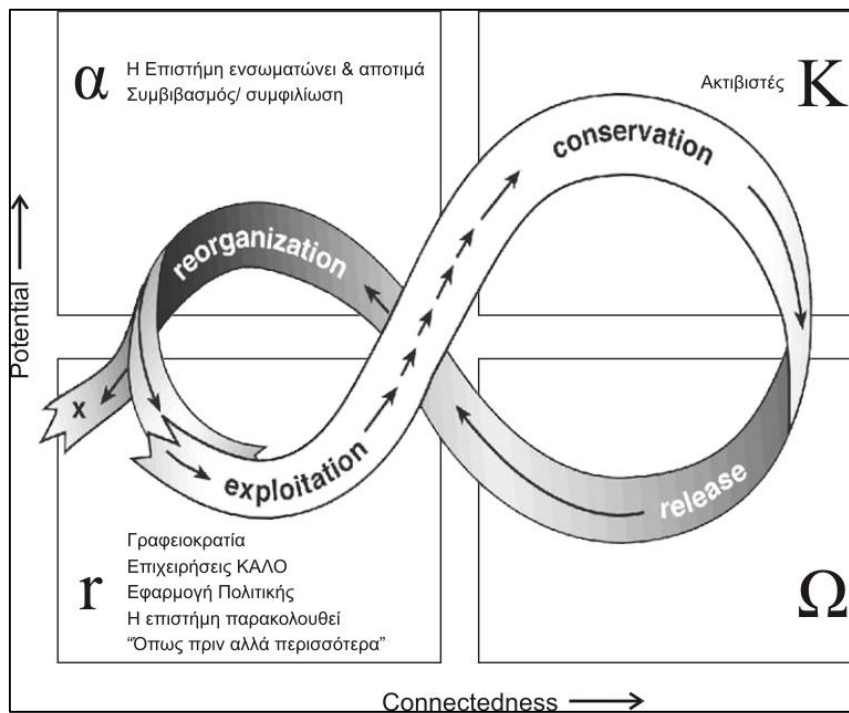 α
Η Επιστήμη ενσωματώνει & αποτιμά
Συμβιβασμός/ συμφιλίωση
Ακτιβιστές
K
conservation
reorganization
Potential
x
exploitation
release
r
Γραφειοκρατία
Επιχειρήσεις ΚΑΛΟ
Εφαρμογή Πολιτικής
Η επιστήμη παρακολουθεί
“Όπως πριν αλλά περισσότερα”
Ω
Connectedness